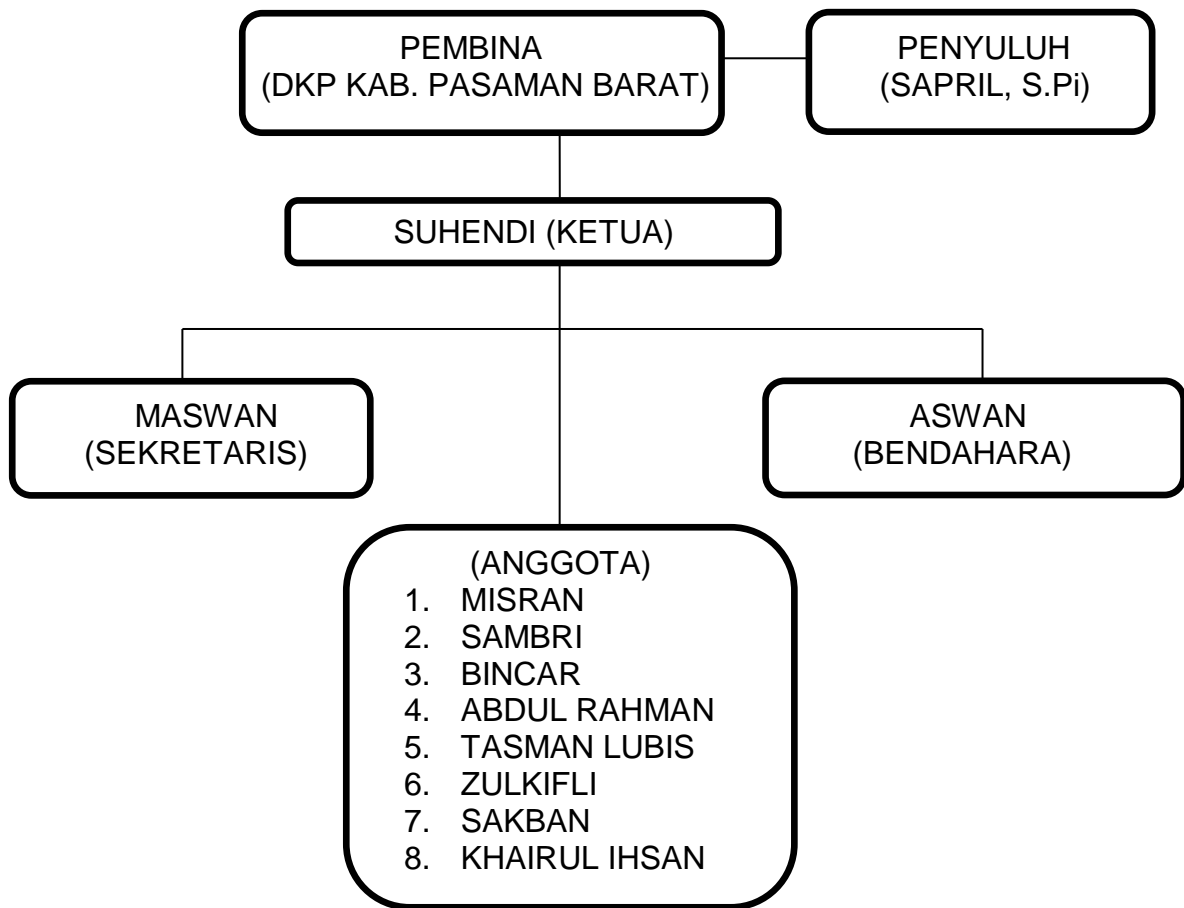 PEMBINA
(DKP KAB. PASAMAN BARAT)
PENYULUH
(SAPRIL, S.Pi)
SUHENDI (KETUA)
MASWAN
(SEKRETARIS)
ASWAN
(BENDAHARA)
(ANGGOTA)
1. MISRAN
2. SAMBRI
3. BINCAR
4. ABDUL RAHMAN
5. TASMAN LUBIS
6. ZULKIFLI
7. SAKBAN
8. KHAIRUL IHSAN